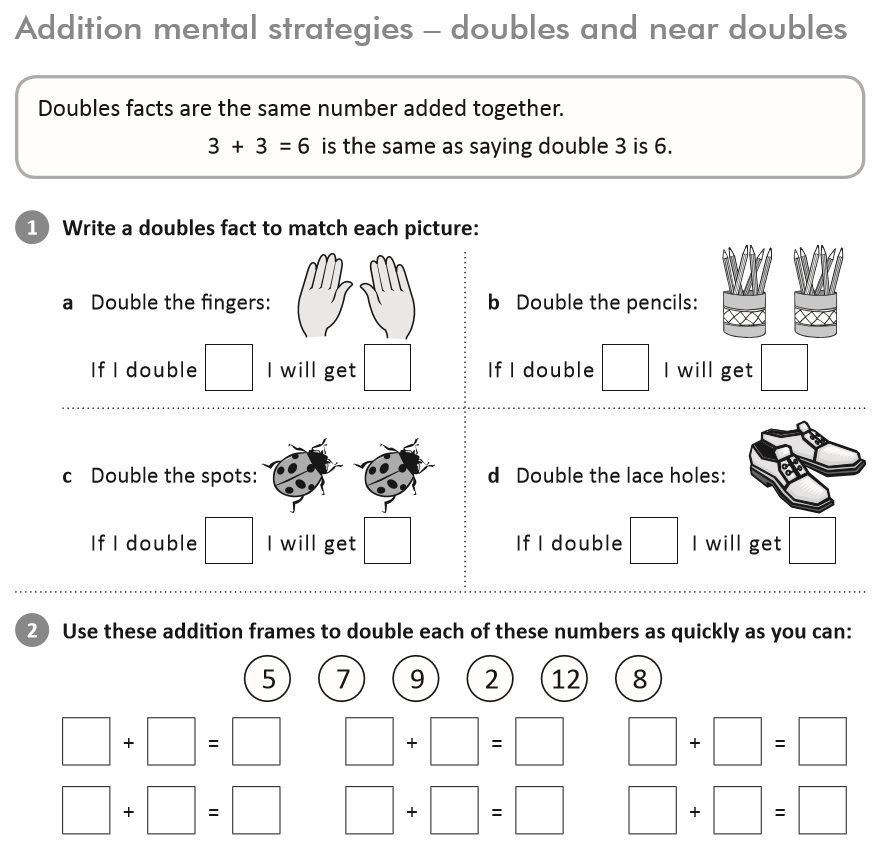 Addition mental strategies – doubles and near doubles
Doubles facts are the same number added together.
3 + 3 = 6 is the same as saying double 3 is 6.
1 Write a doubles fact to match each picture:
a Double the fingers:
If I double I will get
b Double the pencils:
If I double I will get
c Double the spots:
If I double I will get
d Double the lace holes:
If I double I will get
2 Use these addition frames to double each of these numbers as quickly as you can:
5 7 9 2 12 8
+ = + = + =
+ = + = + =